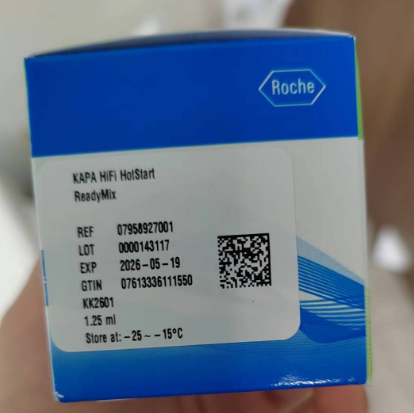 Roche
KAPA HiFi HotStart
ReadyMix
REF 07958927001
LOT 0000143117
EXP 2026-05-19
GTIN 07613336111550
KK2601
1.25 ml
Store at: -25 ~ -15°C